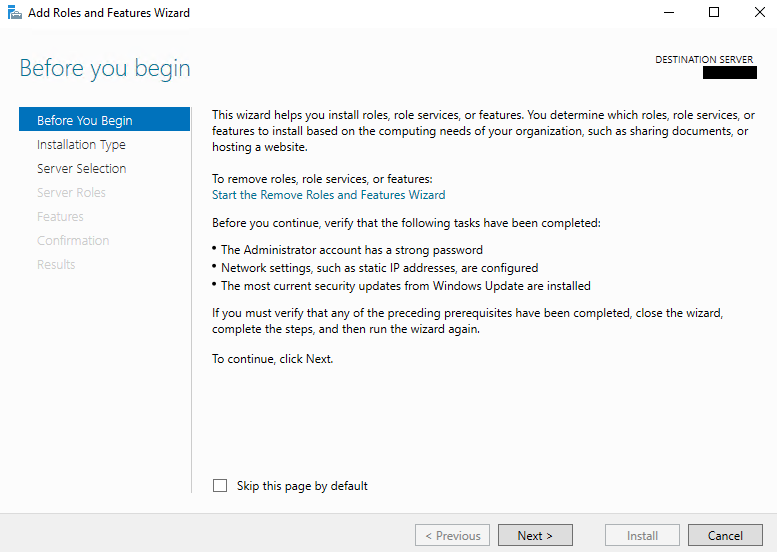 Add Roles and Features Wizard
Before you begin
DESTINATION SERVER
Before You Begin
Installation Type
Server Selection
Server Roles
Features
Confirmation
Results
This wizard helps you install roles, role services, or features. You determine which roles, role services, or
features to install based on the computing needs of your organization, such as sharing documents, or
hosting a website.
To remove roles, role services, or features:
Start the Remove Roles and Features Wizard
Before you continue, verify that the following tasks have been completed:
• The Administrator account has a strong password
• Network settings, such as static IP addresses, are configured
• The most current security updates from Windows Update are installed
If you must verify that any of the preceding prerequisites have been completed, close the wizard,
complete the steps, and then run the wizard again.
To continue, click Next.
Skip this page by default
< Previous
Next >
Install
Cancel